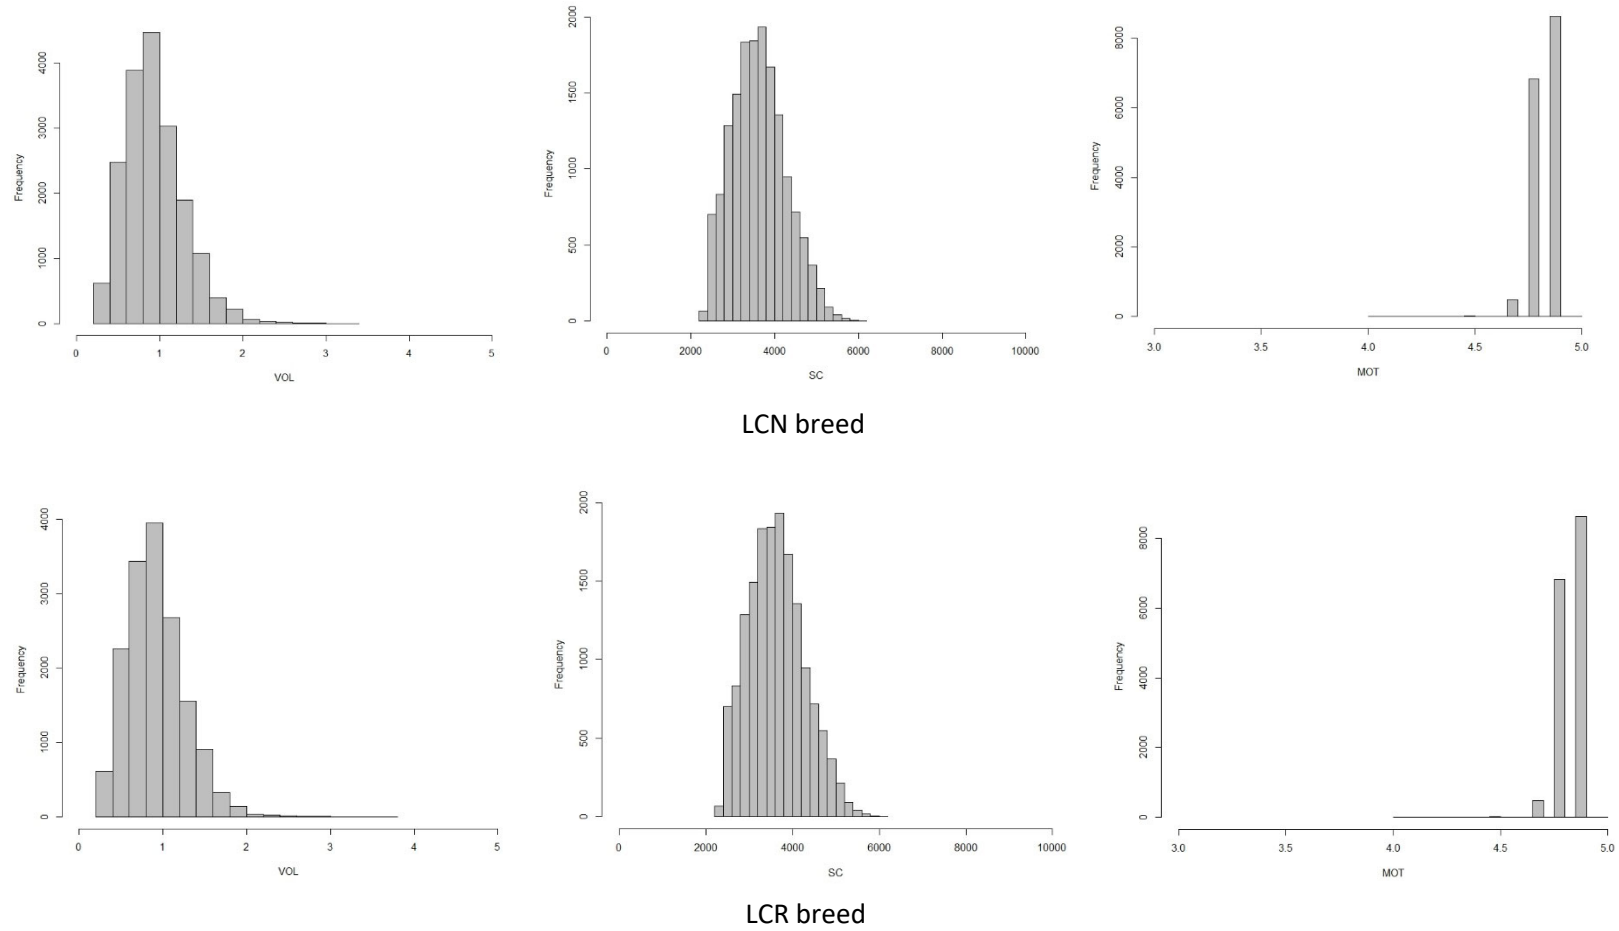 Frequency
0 1000 2000 3000 4000
0 1 2 3 4 5
VOL
Frequency
0 500 1000 1500 2000
0 2000 4000 6000 8000 10000
SC
Frequency
0 2000 4000 6000 8000
3.0 3.5 4.0 4.5 5.0
MOT
LCN breed
Frequency
0 1000 2000 3000 4000
0 1 2 3 4 5
VOL
Frequency
0 500 1000 1500 2000
0 2000 4000 6000 8000 10000
SC
Frequency
0 2000 4000 6000 8000
3.0 3.5 4.0 4.5 5.0
MOT
LCR breed